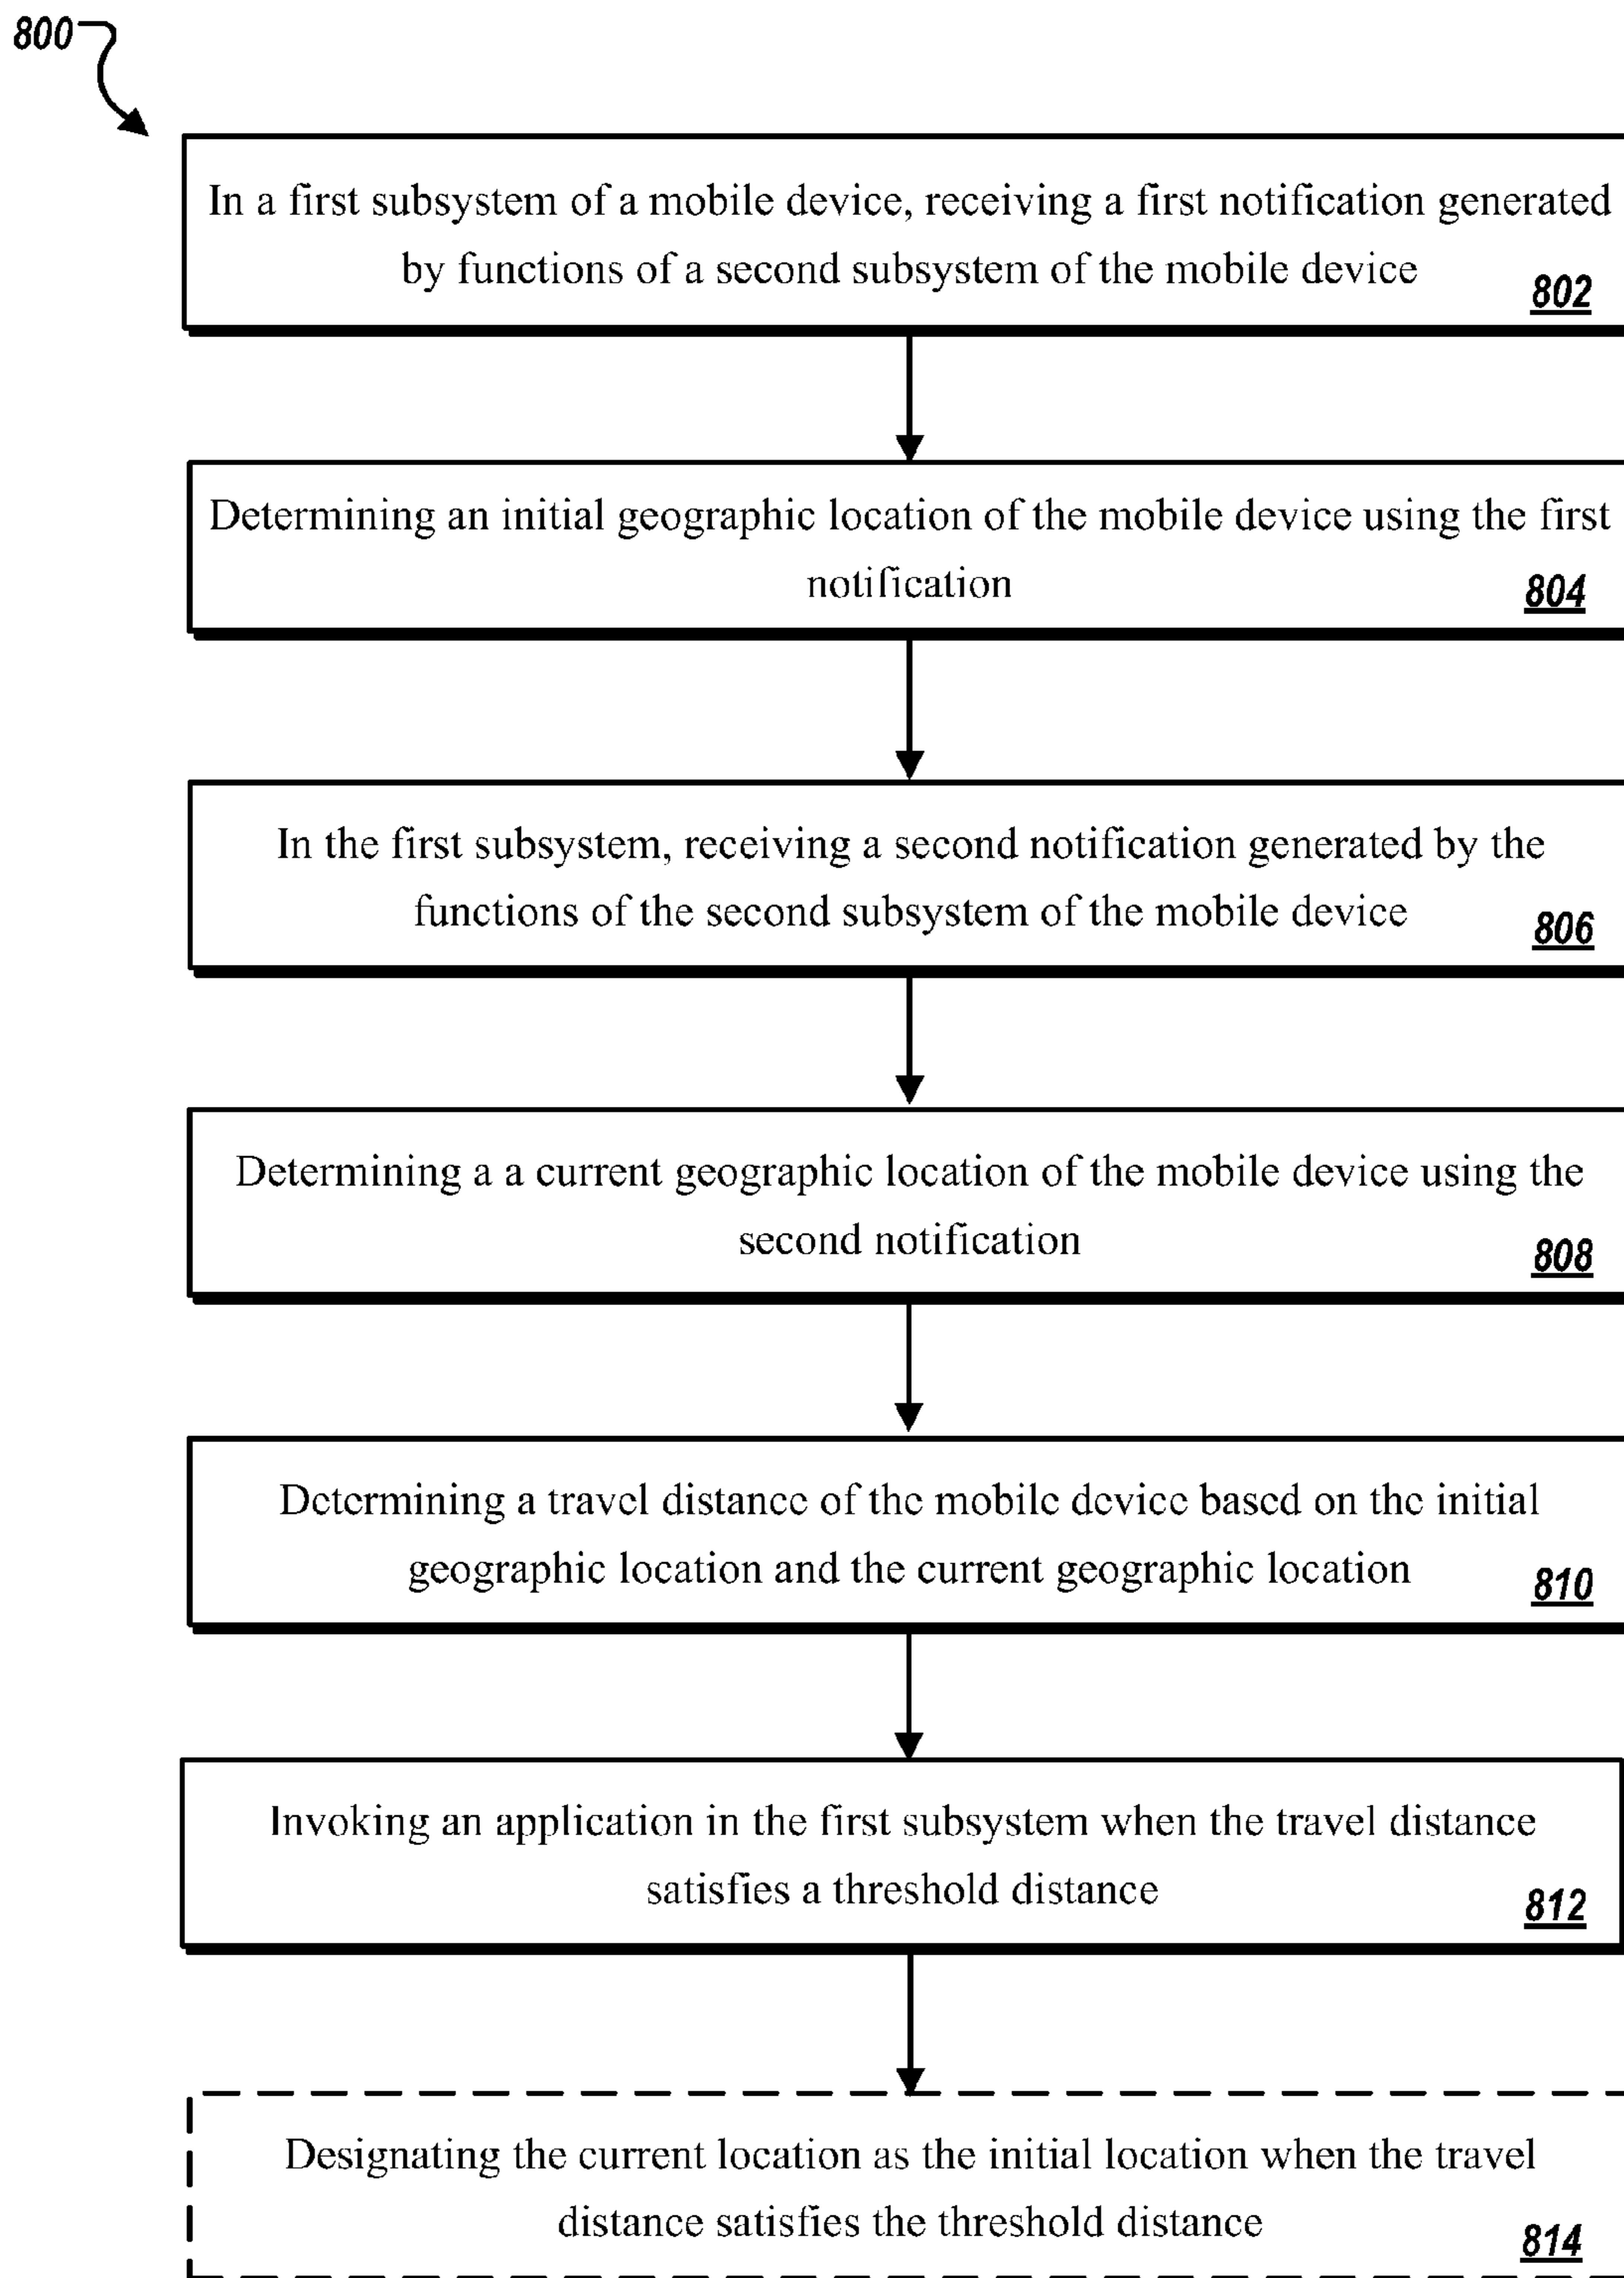 800
In a first subsystem of a mobile device, receiving a first notification generated
by functions of a second subsystem of the mobile device
802
Determining an initial geographic location of the mobile device using the first
notification
804
In the first subsystem, receiving a second notification generated by the
functions of the second subsystem of the mobile device
806
Determining a a current geographic location of the mobile device using the
second notification
808
Determining a travel distance of the mobile device based on the initial
geographic location and the current geographic location
810
Invoking an application in the first subsystem when the travel distance
satisfies a threshold distance
812
Designating the current location as the initial location when the travel
distance satisfies the threshold distance
814